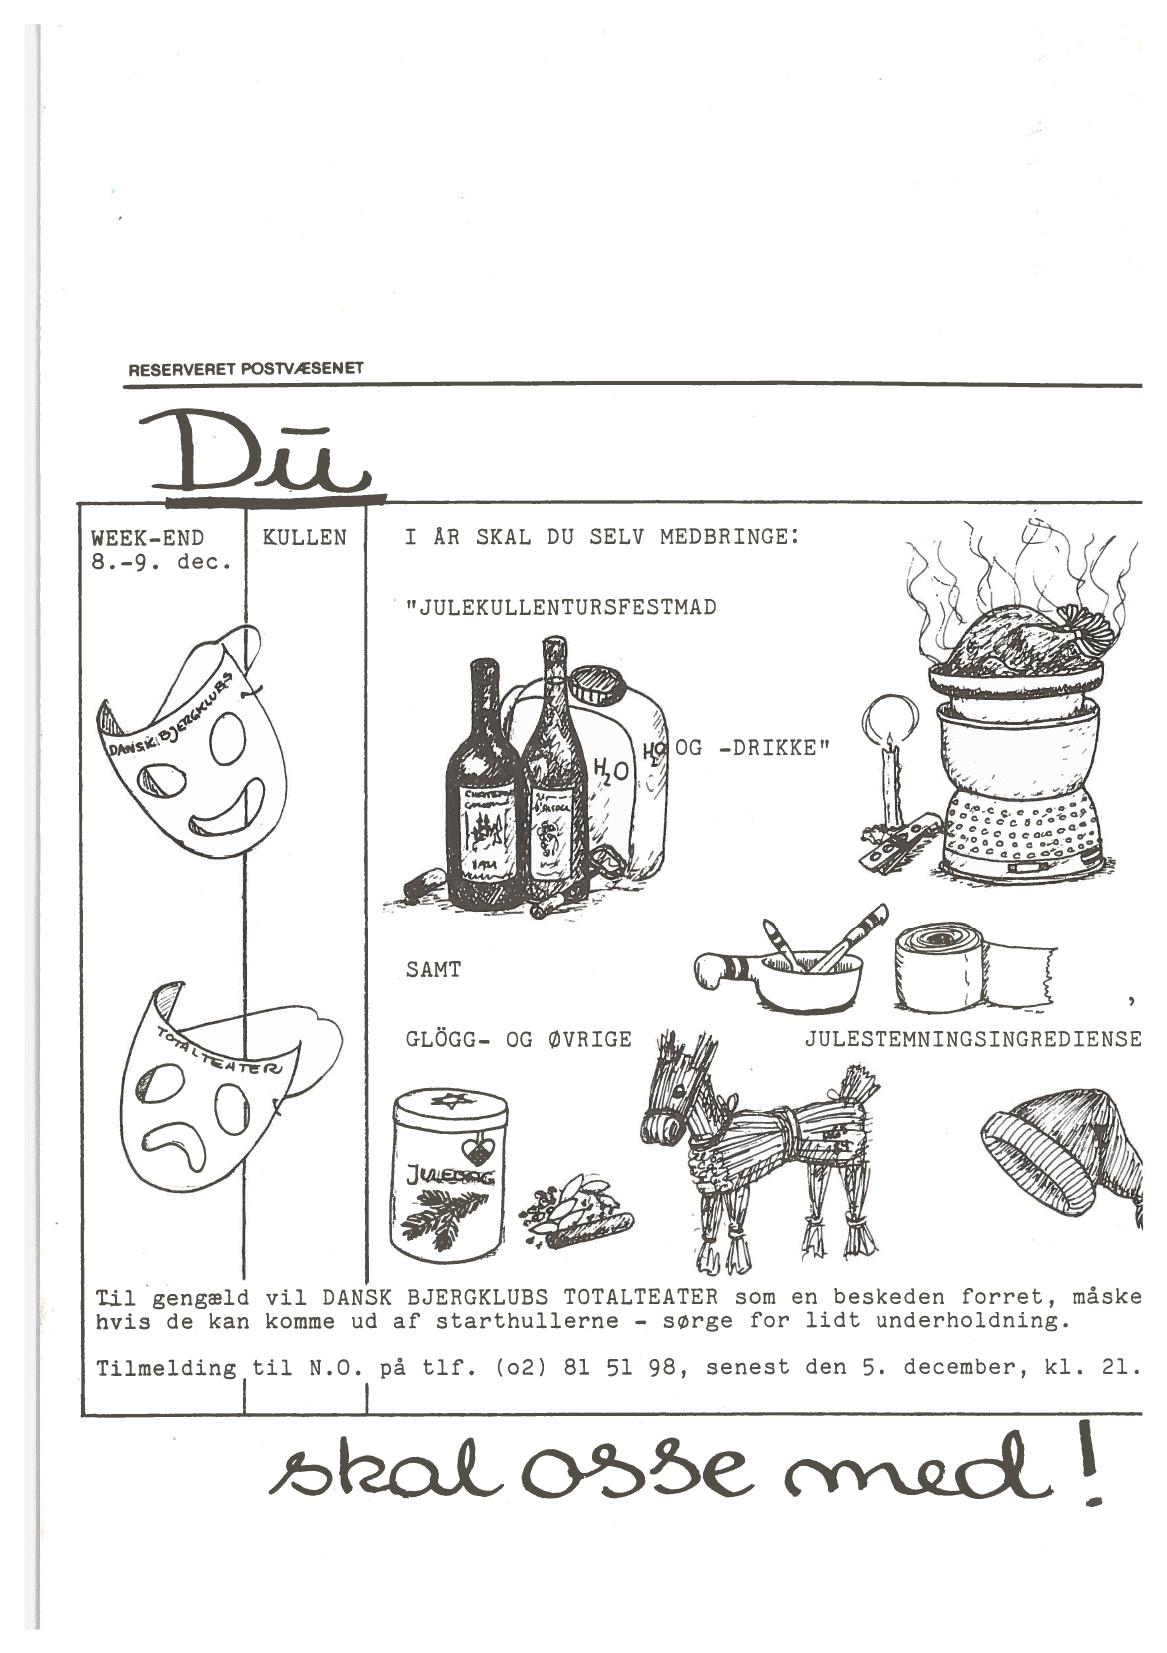 RESERVERET POSTVÆSENET
Dū
WEEK-END KULLEN
8.-9. dec.
I ÅR SKAL DU SELV MEDBRINGE:
"JULEKULLENTURSFESTMAD
DANSK BJERGKLUBS
H2O
H2O
OG -DRIKKE"
SAMT
,
GLÖGG- OG ØVRIGE JULESTEMNINGSINGREDIENSE
TOTALTEATER
Til gengæld vil DANSK BJERGKLUBS TOTALTEATER som en beskeden forret, måske
hvis de kan komme ud af starthullerne - sørge for lidt underholdning.
Tilmelding til N.O. på tlf. (o2) 81 51 98, senest den 5. december, kl. 21.
skal osse med!